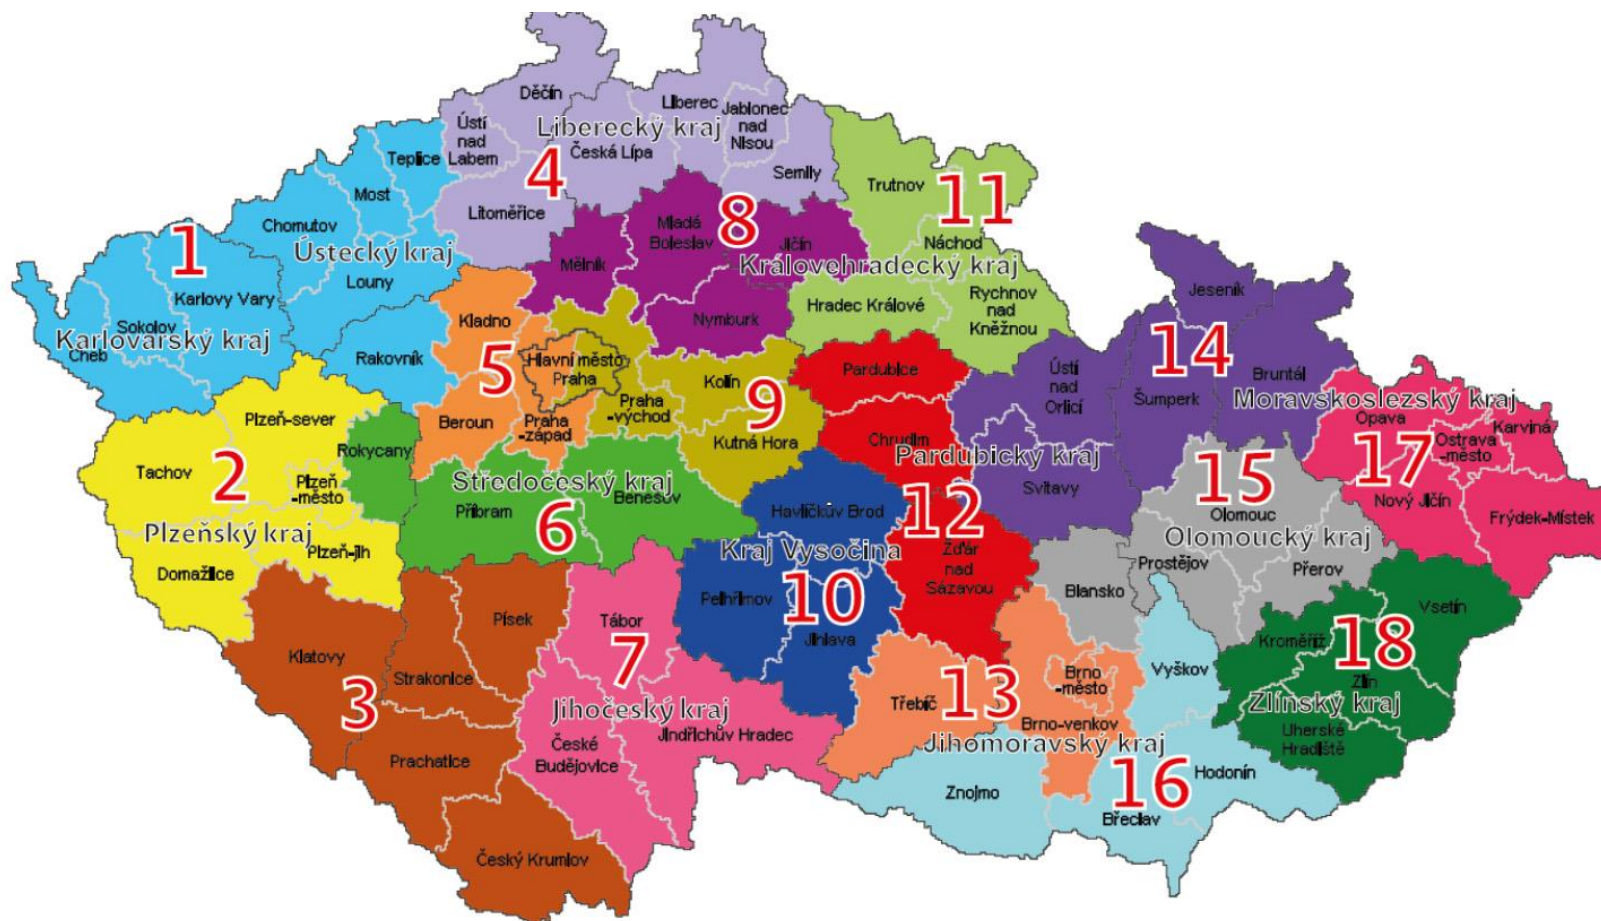 Děčín
Liberec
Jablonec
nad
Nisou
Ústí
nad
Labem
Liberecký kraj
Česká Lípa
Teplice
4
Semily
Trutnov
11
Most
Litoměřice
8
Mladá
Boleslav
Jičín
Náchod
Chomutov
1
Ústecký kraj
Louny
Mělník
Královehradecký kraj
Karlovy Vary
Jeseník
Hradec Králové
Rychnov
nad
Kněžnou
Sokolov
Karlovarský kraj
Cheb
Kladno
Nymburk
14
Rakovník
5
Hlavní město
Praha
Kolín
Pardubice
Ústí
nad
Orlicí
Bruntál
Šumperk
Moravskoslezský kraj
Plzeň-sever
Beroun
Praha
-západ
Praha
-východ
9
Kutná Hora
Chrudim
Pardubický kraj
Opava
Karviná
Ostrava
-město
17
Rokycany
Tachov
2
Plzeň
-město
Středočeský kraj
Benešov
Příbram
6
Svitavy
15
Olomouc
Nový Jičín
Frýdek-Místek
Havlíčkův Brod
12
Plzeňský kraj
Plzeň-jih
Kraj Vysočina
Olomoucký kraj
Domažlice
Žďár
nad
Sázavou
Prostějov
Přerov
Pelhřimov
10
Jihlava
Blansko
Vsetín
Písek
Tábor
7
Kroměříž
18
Zlín
Klatovy
Strakonice
3
Třebíč
13
Brno
-město
Vyškov
Zlínský kraj
Jihočeský kraj
Jindřichův Hradec
Brno-venkov
Jihomoravský kraj
Uherské
Hradiště
České
Budějovice
Prachatice
Znojmo
16
Hodonín
Břeclav
Český Krumlov